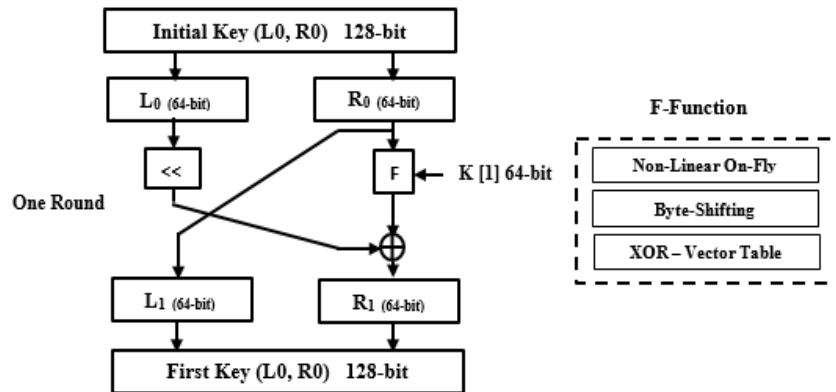 Initial Key (L0, R0) 128-bit
L0 (64-bit)
R0 (64-bit)
F-Function
<<
F
K [1] 64-bit
Non-Linear On-Fly
One Round
Byte-Shifting
XOR – Vector Table
L1 (64-bit)
R1 (64-bit)
First Key (L0, R0) 128-bit